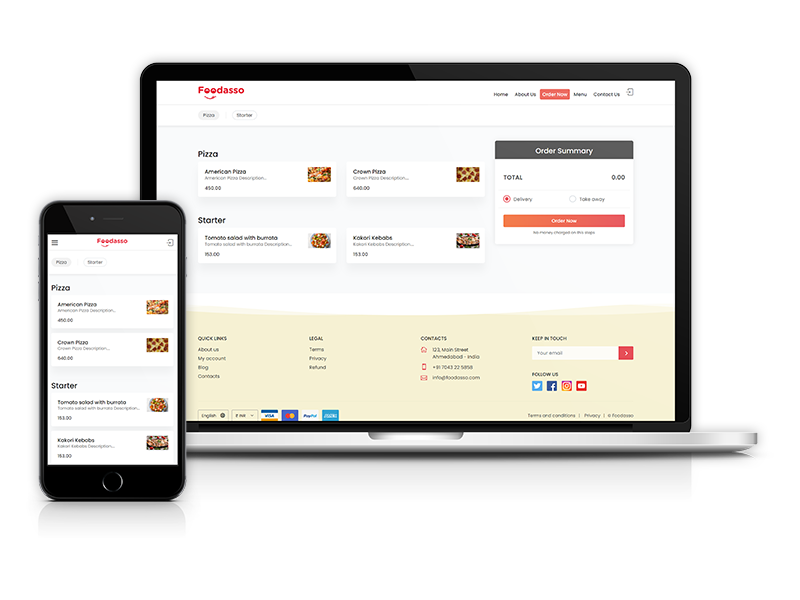 Foodasso
Home
About Us
Order Now
Menu
Contact Us
Pizza
Starter
Pizza
American Pizza
American Pizza Description...
450.00
Crown Pizza
Crown Pizza Description...
640.00
Starter
Tomato salad with burrata
Tomato salad with burrata Description...
153.00
Kakori Kebabs
Kakori Kebabs Description...
153.00
Order Summary
TOTAL 0.00
Delivery
Take away
Order Now
No money charged on this steps
QUICK LINKS
About us
My account
Blog
Contacts
LEGAL
Terms
Privacy
Refund
CONTACTS
123, Main Street
Ahmedabad - India
+91 7043 22 5858
info@foodasso.com
KEEP IN TOUCH
Your email
FOLLOW US
English
VISA
PayPal
Terms and conditions | Privacy | © Foodasso
Foodasso
Pizza
Starter
Pizza
American Pizza
American Pizza Description...
450.00
Crown Pizza
Crown Pizza Description...
640.00
Starter
Tomato salad with burrata
Tomato salad with burrata Description...
153.00
Kakori Kebabs
Kakori Kebabs Description...
153.00